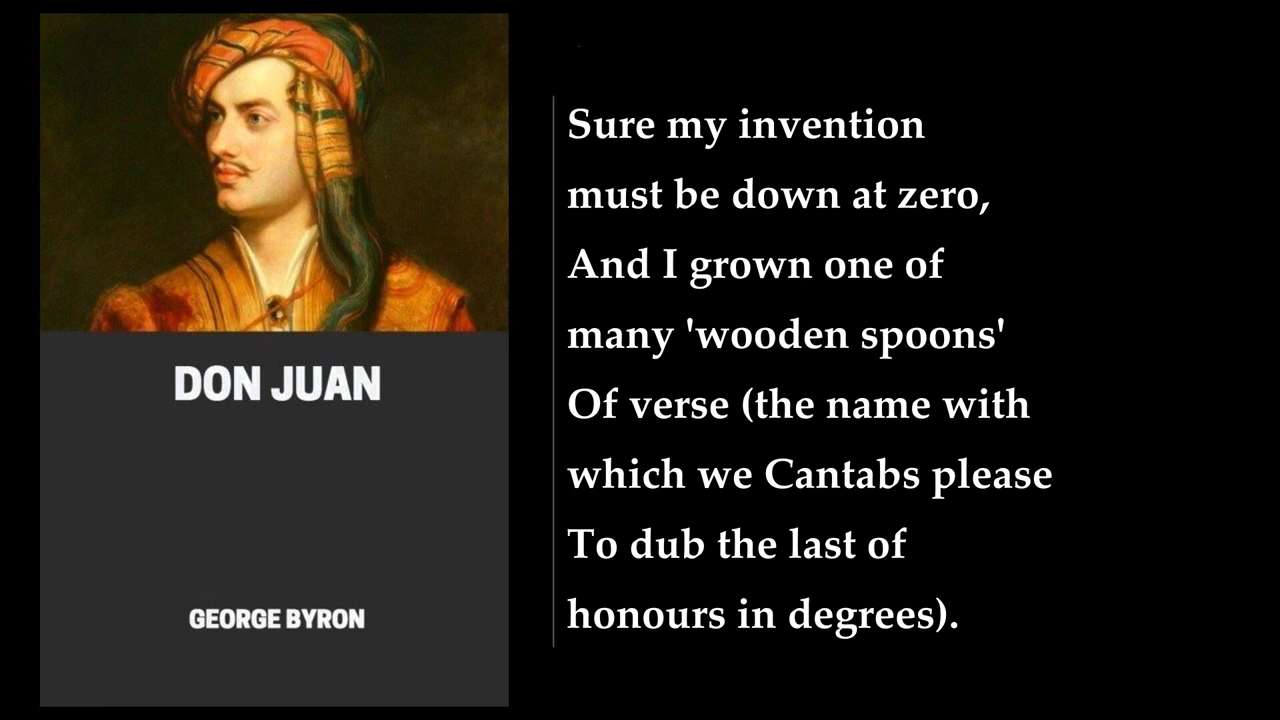 DON JUAN
GEORGE BYRON
Sure my invention
must be down at zero,
And I grown one of
many 'wooden spoons'
Of verse (the name with
which we Cantabs please
To dub the last of
honours in degrees).